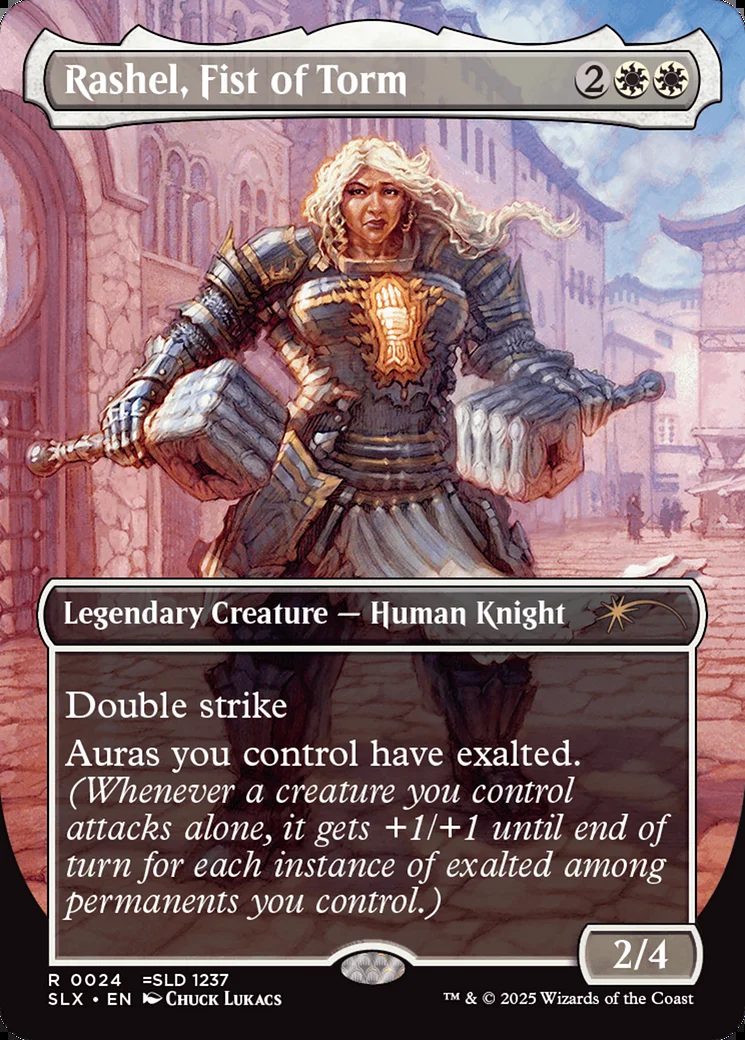 Rashel, Fist of Torm 2
Legendary Creature — Human Knight
Double strike
Auras you control have exalted.
(Whenever a creature you control
attacks alone, it gets +1/+1 until end of
turn for each instance of exalted among
permanents you control.)
2/4
R 0024 =SLD 1237
SLX • EN Chuck Lukacs ™ & © 2025 Wizards of the Coast